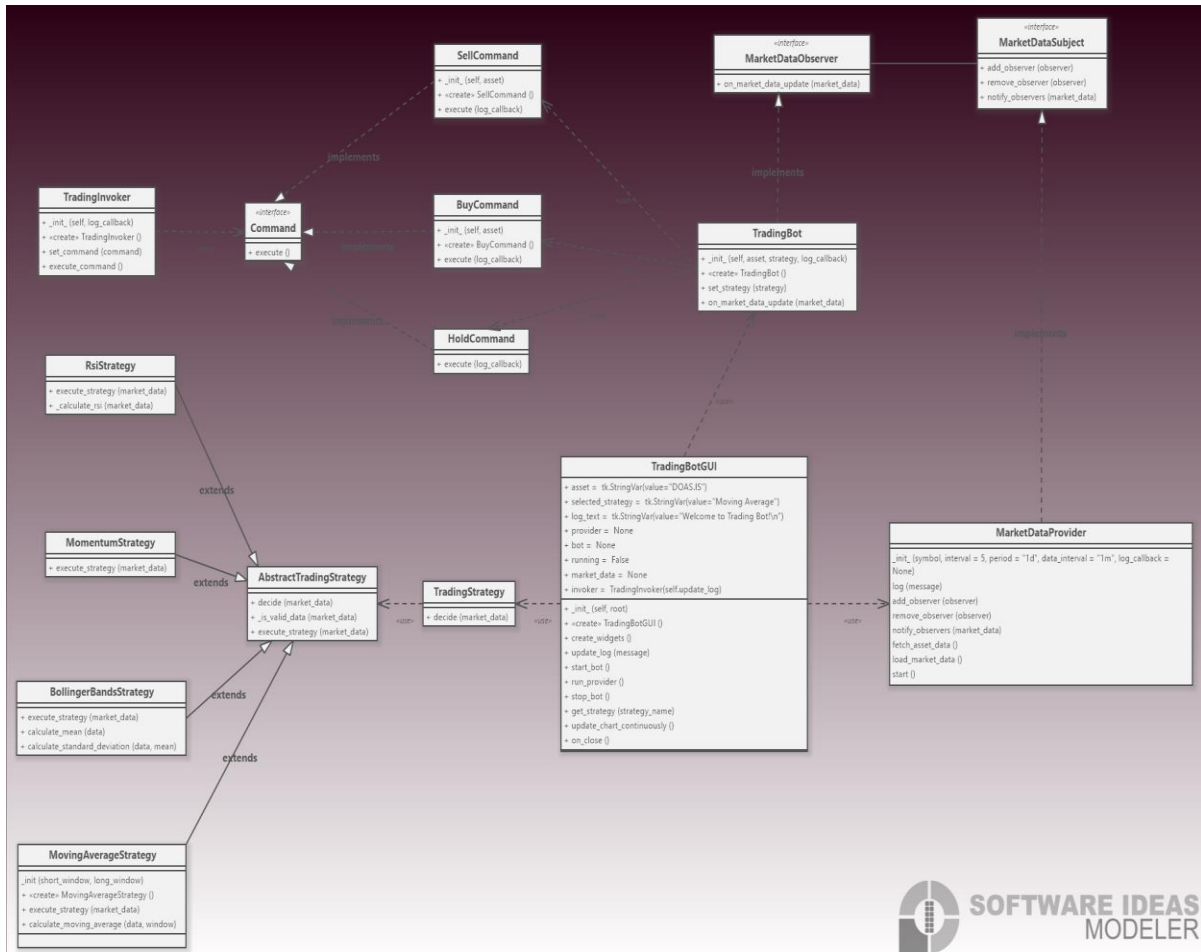 «interface»
MarketDataSubject
+ add_observer (observer)
+ remove_observer (observer)
+ notify_observers (market_data)
«interface»
MarketDataObserver
+ on_market_data_update (market_data)
SellCommand
+ _init_ (self, asset)
+ «create» SellCommand ()
+ execute (log_callback)
implements
implements
TradingInvoker
+ _init_ (self, log_callback)
+ «create» TradingInvoker ()
+ set_command (command)
+ execute_command ()
«interface»
Command
+ execute ()
BuyCommand
+ _init_ (self, asset)
+ «create» BuyCommand ()
+ execute (log_callback)
implements
TradingBot
+ _init_ (self, asset, strategy, log_callback)
+ «create» TradingBot ()
+ set_strategy (strategy)
+ on_market_data_update (market_data)
implements
implements
HoldCommand
+ execute (log_callback)
RsiStrategy
+ execute_strategy (market_data)
+ _calculate_rsi (market_data)
«use»
extends
TradingBotGUI
+ asset = tk.StringVar(value="DOAS.IS")
+ selected_strategy = tk.StringVar(value="Moving Average")
+ log_text = tk.StringVar(value="Welcome to Trading Bot!\n")
+ provider = None
+ bot = None
+ running = False
+ market_data = None
+ invoker = TradingInvoker(self.update_log)
+ _init_ (self, root)
+ «create» TradingBotGUI ()
+ create_widgets ()
+ update_log (message)
+ start_bot ()
+ run_provider ()
+ stop_bot ()
+ get_strategy (strategy_name)
+ update_chart_continuously ()
+ on_close ()
MarketDataProvider
_init_ (symbol, interval = 5, period = "1d", data_interval = "1m", log_callback =
None)
log (message)
add_observer (observer)
remove_observer (observer)
notify_observers (market_data)
fetch_asset_data ()
load_market_data ()
start ()
MomentumStrategy
+ execute_strategy (market_data)
extends
AbstractTradingStrategy
+ decide (market_data)
+ _is_valid_data (market_data)
+ execute_strategy (market_data)
«use»
TradingStrategy
+ decide (market_data)
«use»
«use»
BollingerBandsStrategy
+ execute_strategy (market_data)
+ calculate_mean (data)
+ calculate_standard_deviation (data, mean)
extends
extends
MovingAverageStrategy
_init (short_window, long_window)
+ «create» MovingAverageStrategy ()
+ execute_strategy (market_data)
+ calculate_moving_average (data, window)
SOFTWARE IDEAS
MODELER